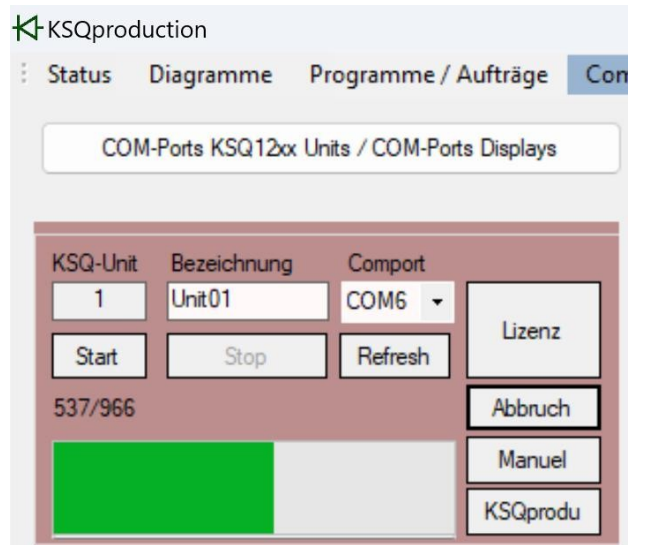 KSQproduction
Status Diagramme Programme / Aufträge Com
COM-Ports KSQ12xx Units / COM-Ports Displays
KSQ-Unit Bezeichnung Comport
1 Unit01 COM6
Lizenz
Start Stop Refresh
537/966 Abbruch
Manuel
KSQprodu